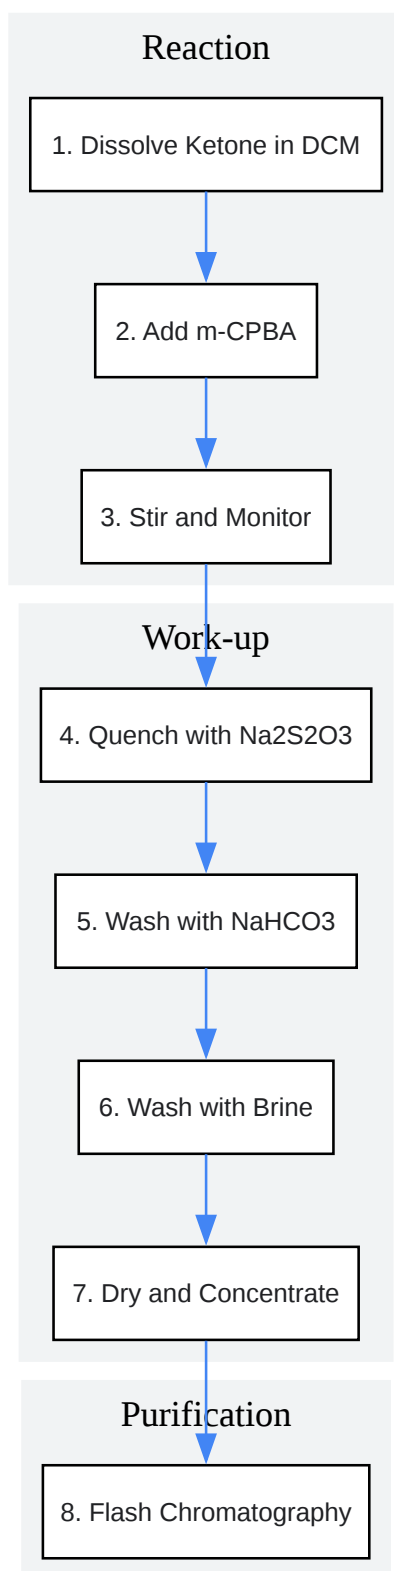 Reaction
1. Dissolve Ketone in DCM
2. Add m-CPBA
3. Stir and Monitor
Work-up
4. Quench with Na2S2O3
5. Wash with NaHCO3
6. Wash with Brine
7. Dry and Concentrate
Purification
8. Flash Chromatography